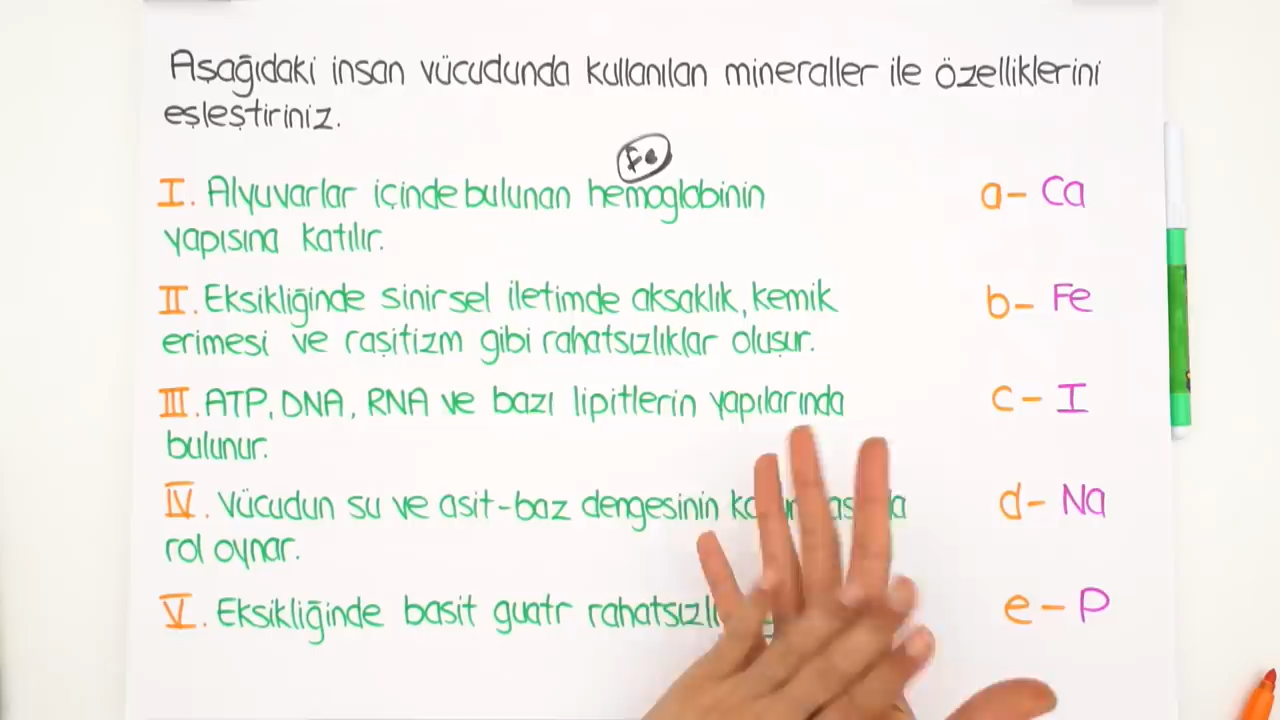 Aşağıdaki insan vücudunda kullanılan mineraller ile özelliklerini
eşleştiriniz.
Fe
I. Alyuvarlar içinde bulunan hemoglobinin
yapısına katılır.
a- Ca
II. Eksikliğinde sinirsel iletimde aksaklık, kemik
erimesi ve raşitizm gibi rahatsızlıklar oluşur.
b- Fe
III. ATP, DNA, RNA ve bazı lipitlerin yapılarında
bulunur.
c- I
IV. Vücudun su ve asit-baz dengesinin
rol oynar.
d- Na
V. Eksikliğinde basit guatr
e- P